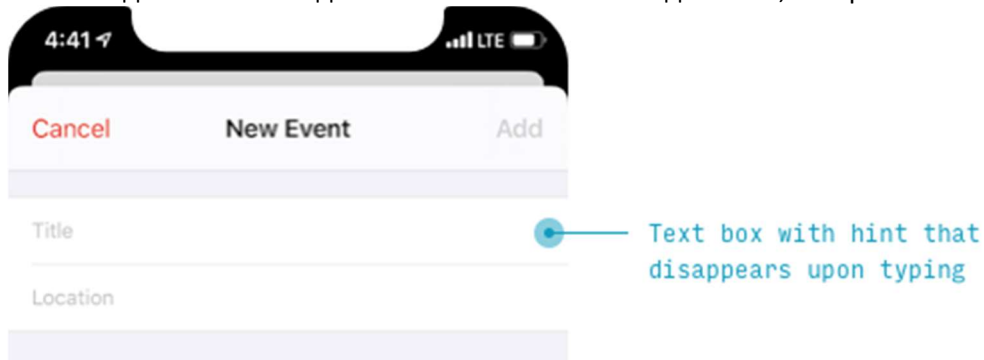 4:41
LTE
Cancel
New Event
Add
Title
Text box with hint that
disappears upon typing
Location